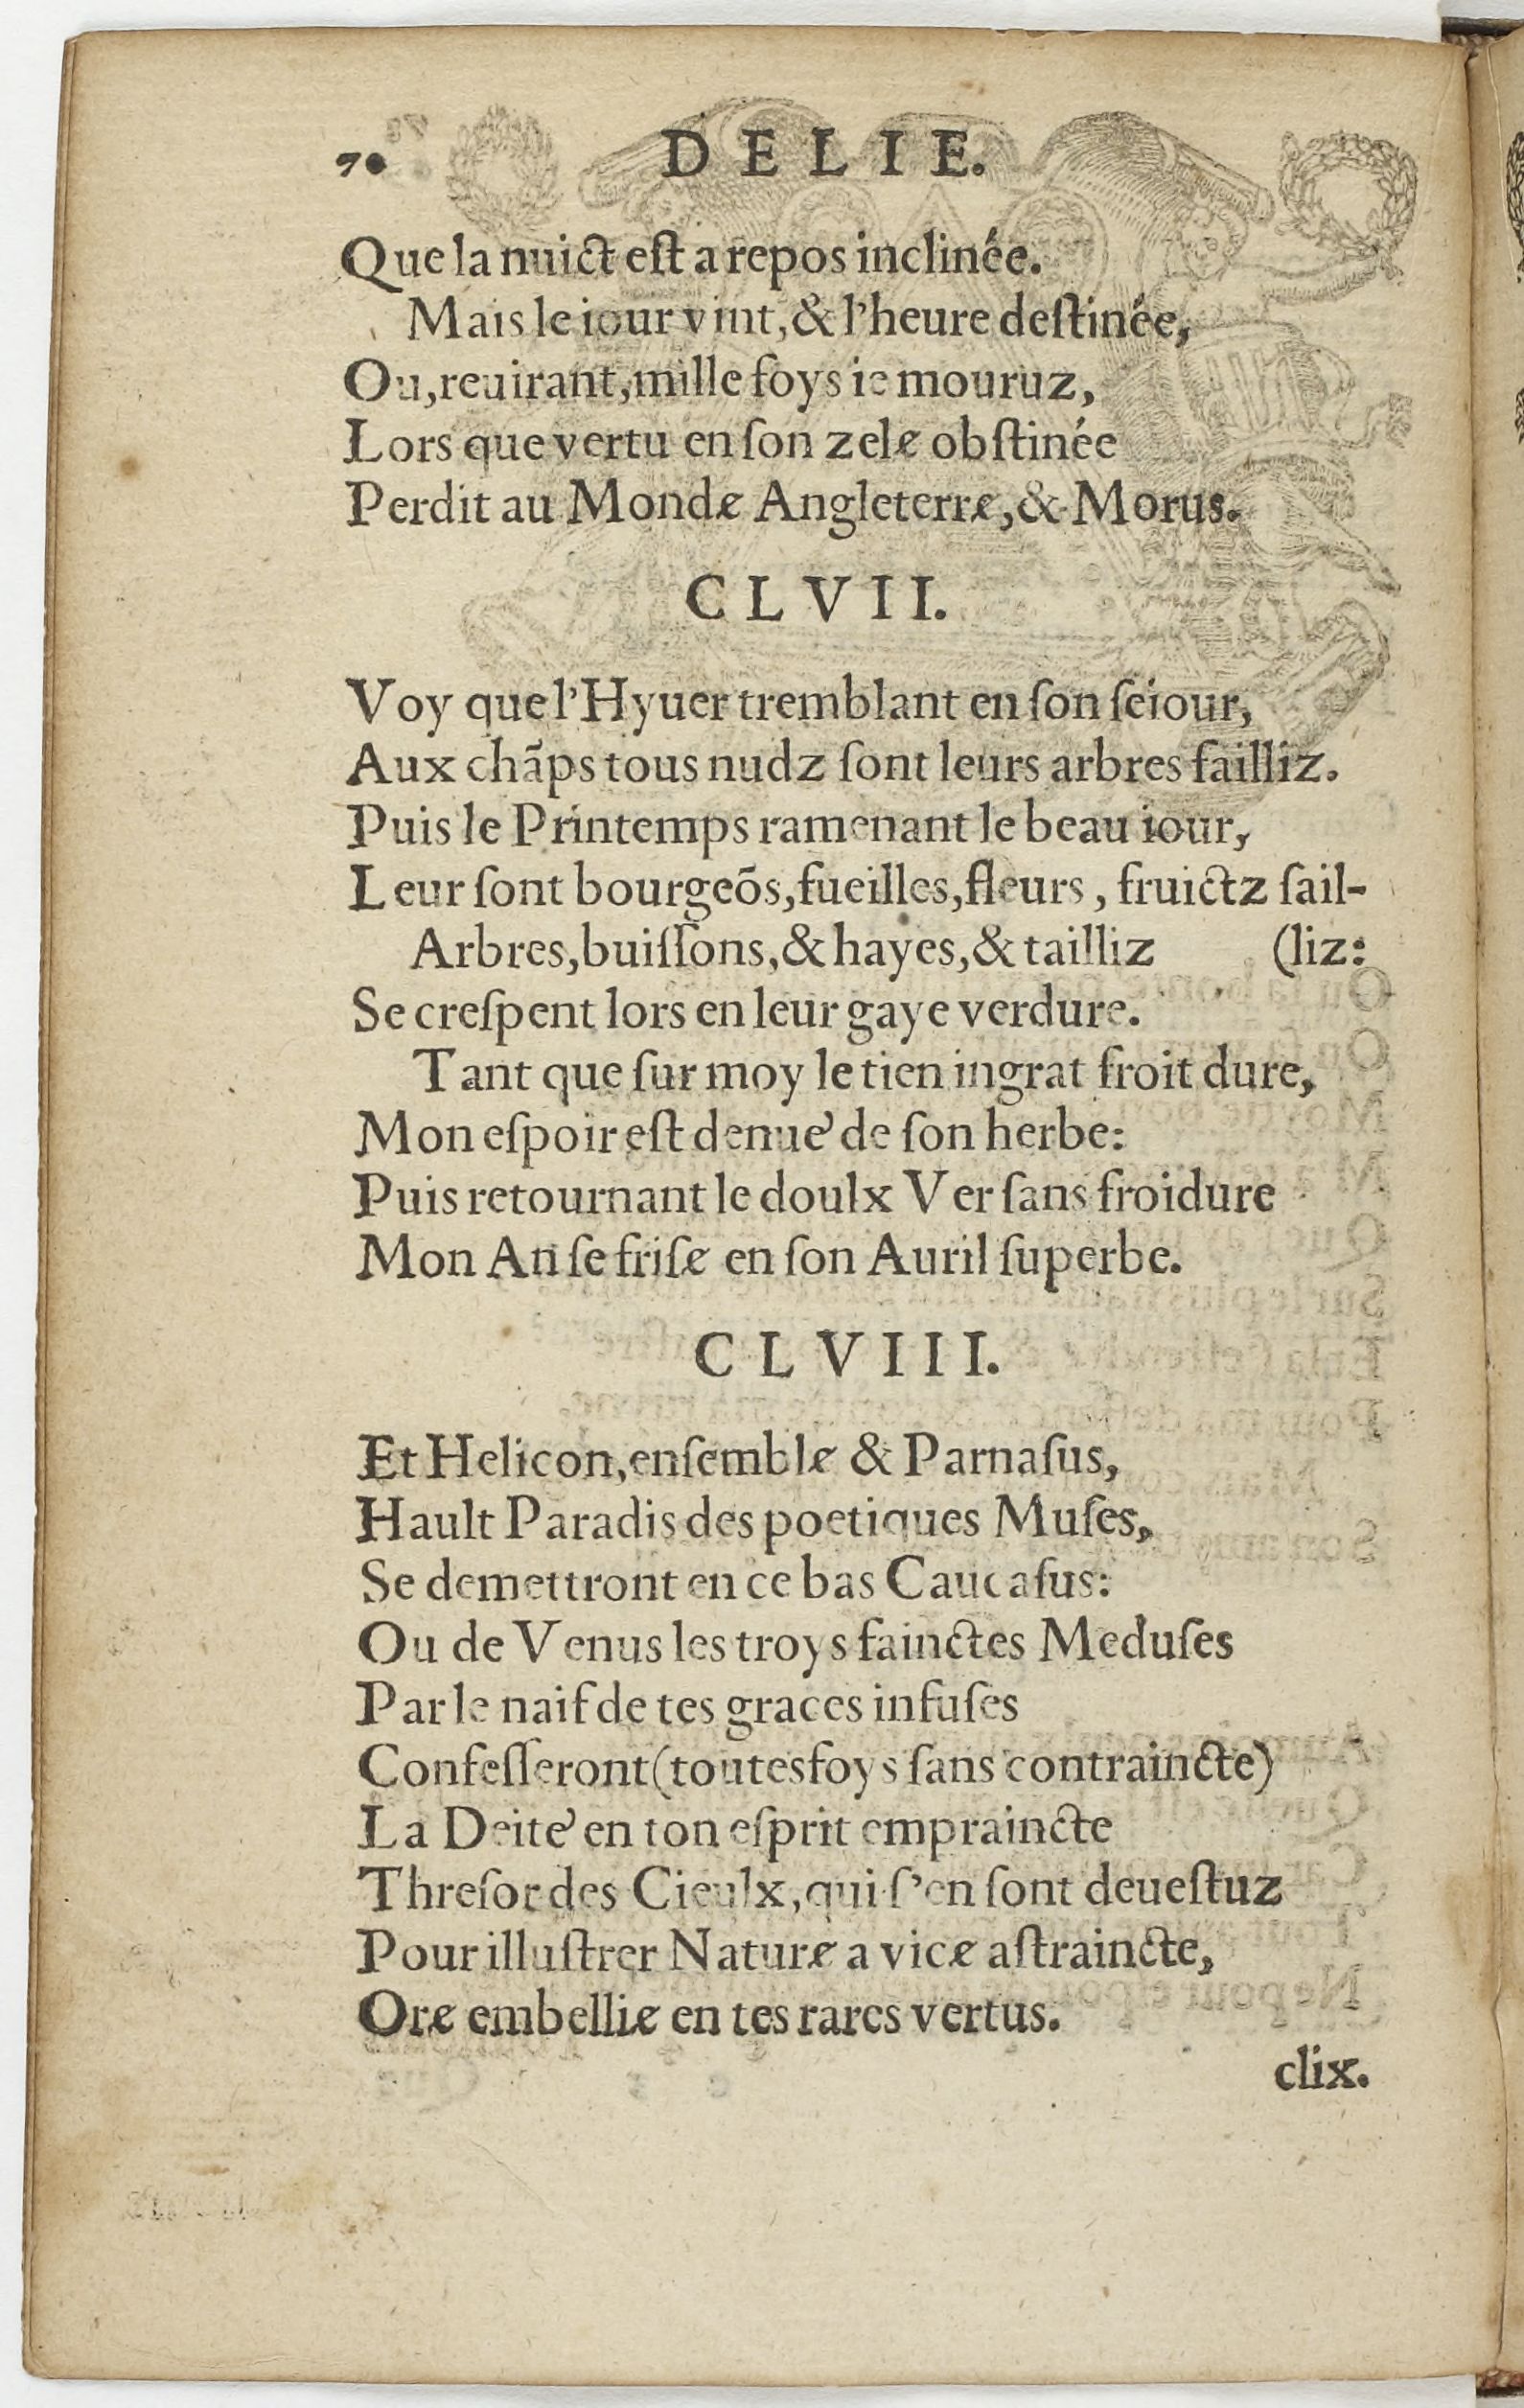 70 DELIE.
Que la nuict est a repos inclinée.
Mais le iour vint, & l'heure destinée,
Ou, reuirant, mille foys ie mouruz,
Lors que vertu en son zele obstinée
Perdit au Monde Angleterre, & Morus.
CLVII.
Voy que l'Hyuer tremblant en son seiour,
Aux chãps tous nudz sont leurs arbres failliz.
Puis le Printemps ramenant le beau iour,
Leur sont bourgeõs, fueilles, fleurs, fruictz sail-
Arbres, buissons, & hayes, & tailliz (liz:
Se crespent lors en leur gaye verdure.
Tant que sur moy le tien ingrat froit dure,
Mon espoir est denué de son herbe:
Puis retournant le doulx Ver sans froidure
Mon An se frise en son Auril superbe.
CLVIII.
Et Helicon, ensemble & Parnasus,
Hault Paradis des poetiques Muses,
Se demettront en ce bas Caucasus:
Ou de Venus les troys fainctes Meduses
Par le naif de tes graces infuses
Confesseront (toutesfoys sans contraincte)
La Deité en ton esprit empraincte
Thresor des Cieulx, qui s'en sont deuestuz
Pour illustrer Nature a vice astraincte,
Ore embellie en tes rares vertus.
clix.